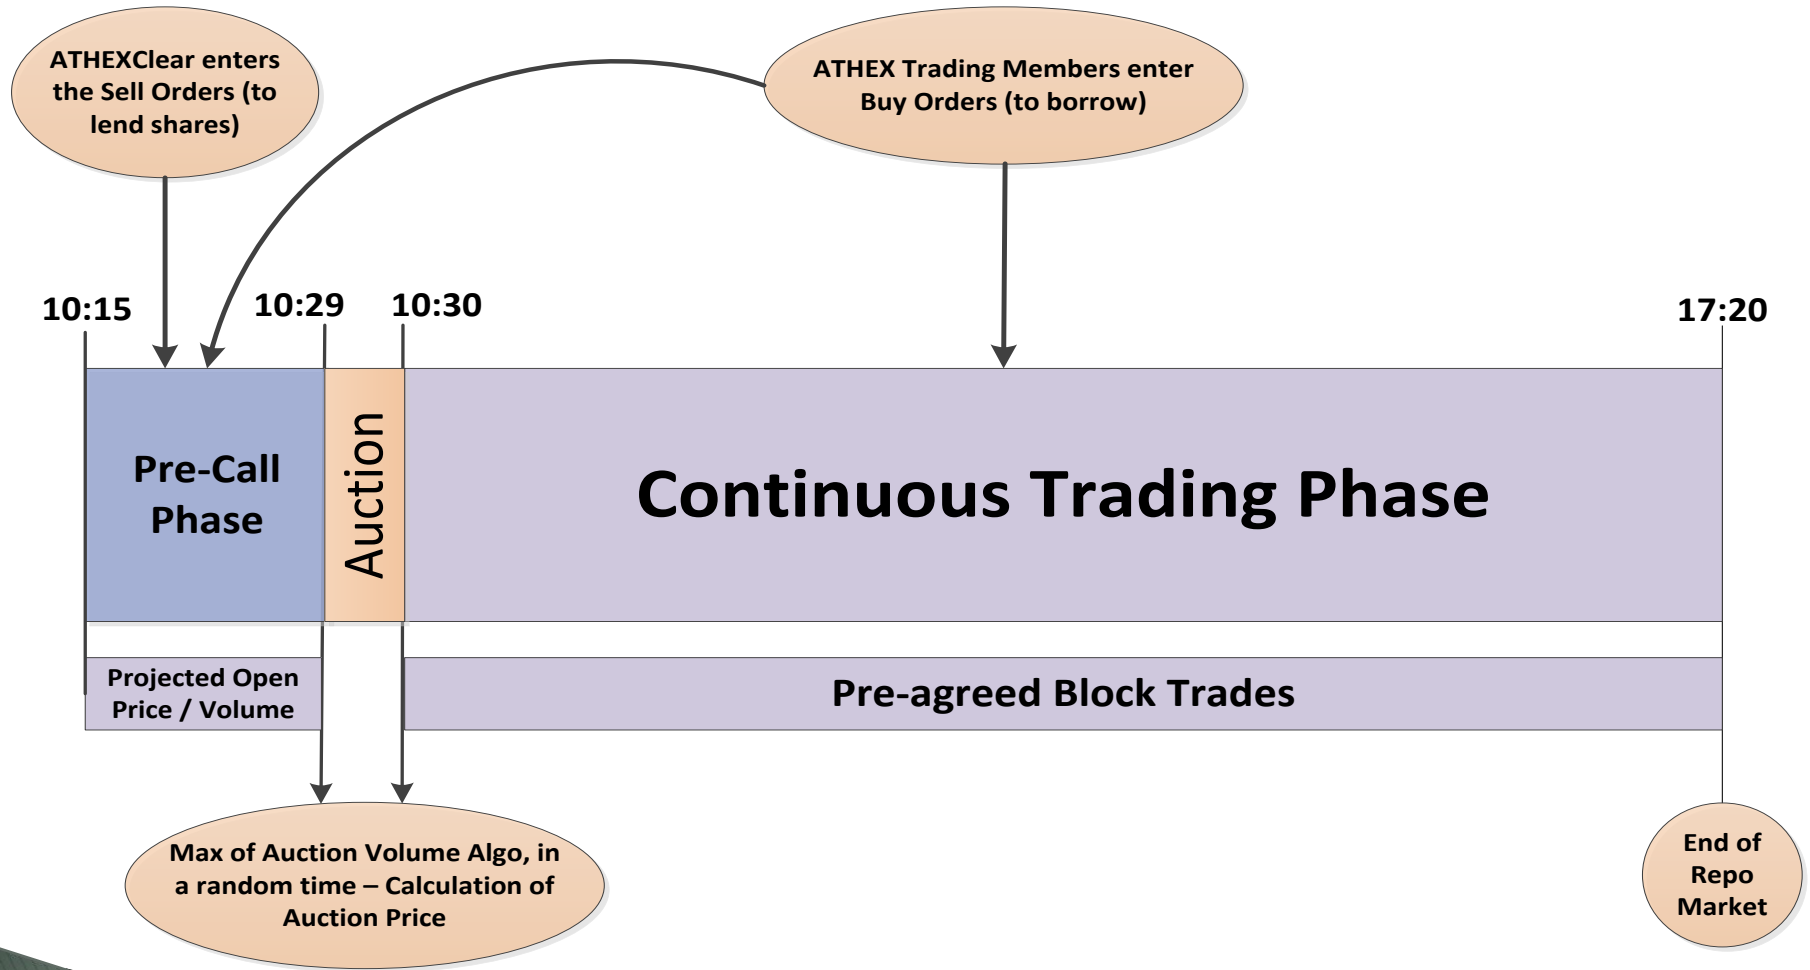 ATHEXClear enters
the Sell Orders (to
lend shares)
ATHEX Trading Members enter
Buy Orders (to borrow)
10:15
10:29
10:30
17:20
Pre-Call
Phase
Auction
Continuous Trading Phase
Projected Open
Price / Volume
Pre-agreed Block Trades
Max of Auction Volume Algo, in
a random time – Calculation of
Auction Price
End of
Repo
Market